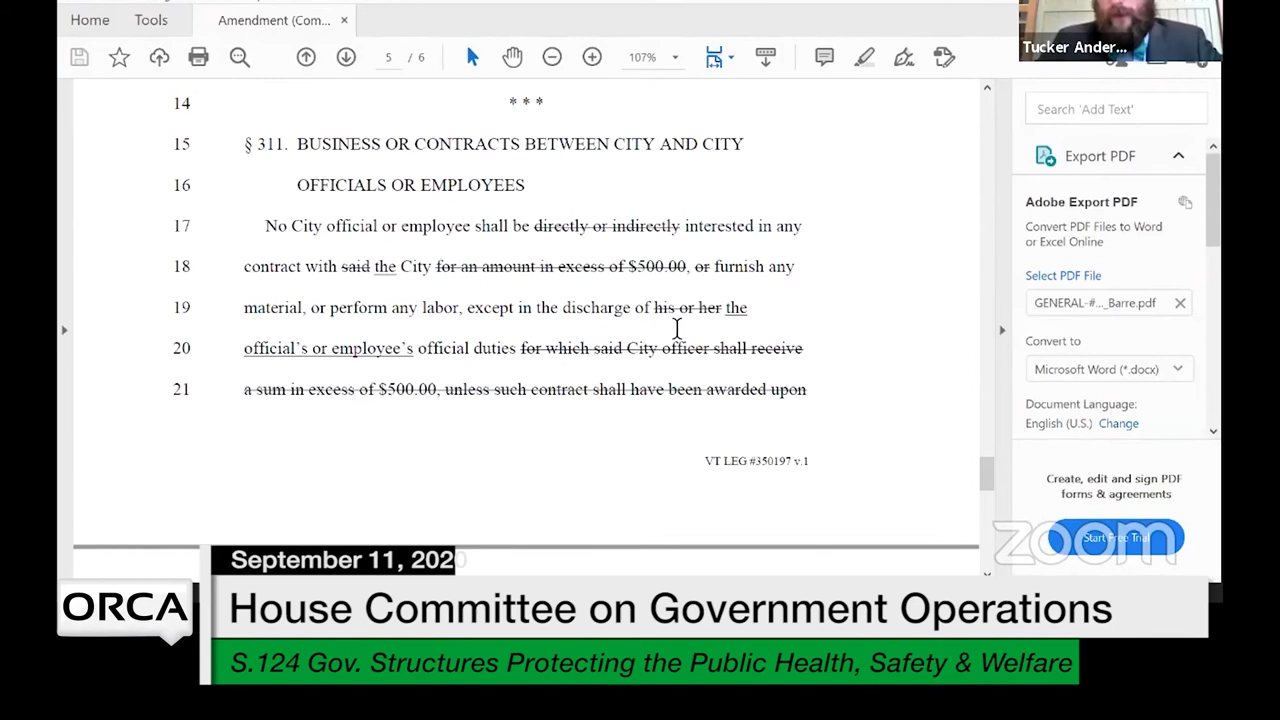 Home Tools Amendment (Com... ×
Tucker Ander...
5 / 6 107%
14 * * *
15 § 311. BUSINESS OR CONTRACTS BETWEEN CITY AND CITY
16 OFFICIALS OR EMPLOYEES
17 No City official or employee shall be directly or indirectly interested in any
18 contract with said the City for an amount in excess of $500.00, or furnish any
19 material, or perform any labor, except in the discharge of his or her the
20 official's or employee's official duties for which said City officer shall receive
21 a sum in excess of $500.00, unless such contract shall have been awarded upon
VT LEG #350197 v.1
Search 'Add Text'
Export PDF
Adobe Export PDF
Convert PDF Files to Word
or Excel Online
Select PDF File
GENERAL-#..._Barre.pdf
Convert to
Microsoft Word (*.docx)
Document Language:
English (U.S.) Change
Create, edit and sign PDF
forms & agreements
Start Free Trial
zoom
September 11, 2020
ORCA
House Committee on Government Operations
S.124 Gov. Structures Protecting the Public Health, Safety & Welfare